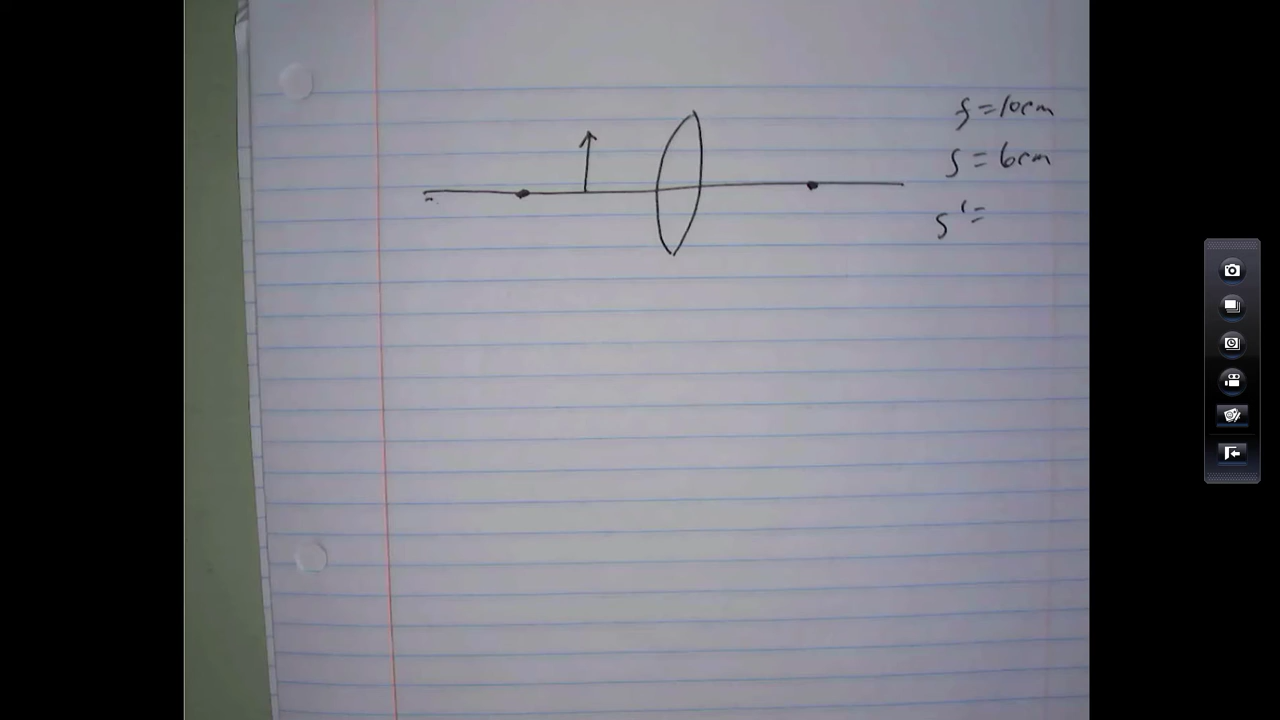 f = 10cm
s = 6cm
s' =